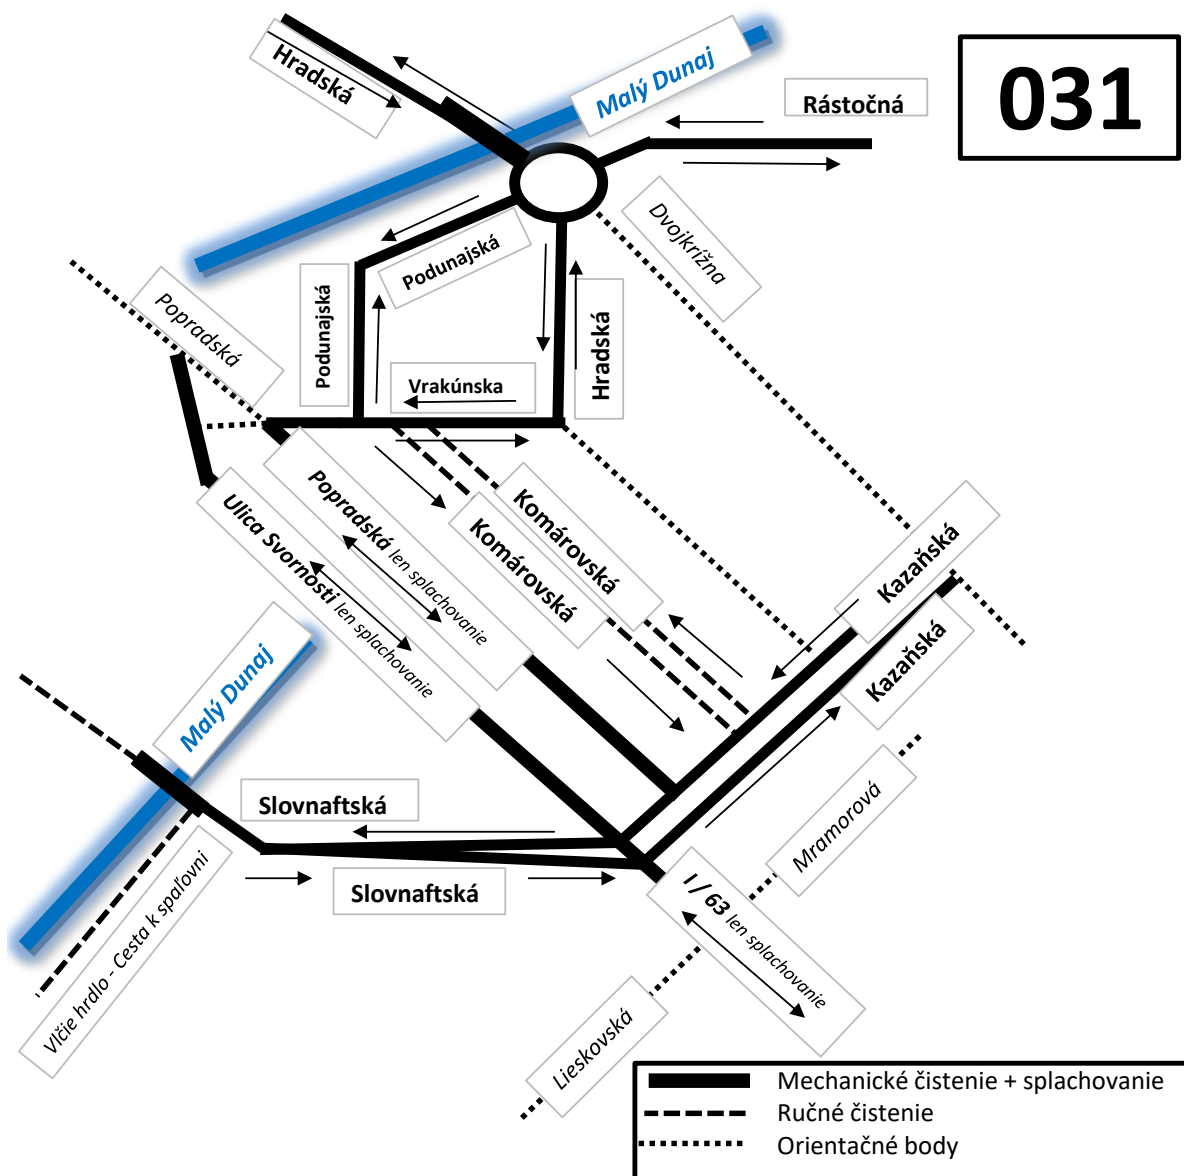 031
Hradská
Malý Dunaj
Rástočná
Dvojkrížna
Podunajská
Podunajská
Popradská
Vrakúnska
Hradská
Popradská len splachovanie
Ulica Svornosti len splachovanie
Komárovská
Komárovská
Kazaňská
Kazaňská
Malý Dunaj
Slovnaftská
Slovnaftská
Mramorová
I / 63 len splachovanie
Vlčie hrdlo - Cesta k spaľovni
Lieskovská
Mechanické čistenie + splachovanie
Ručné čistenie
Orientačné body